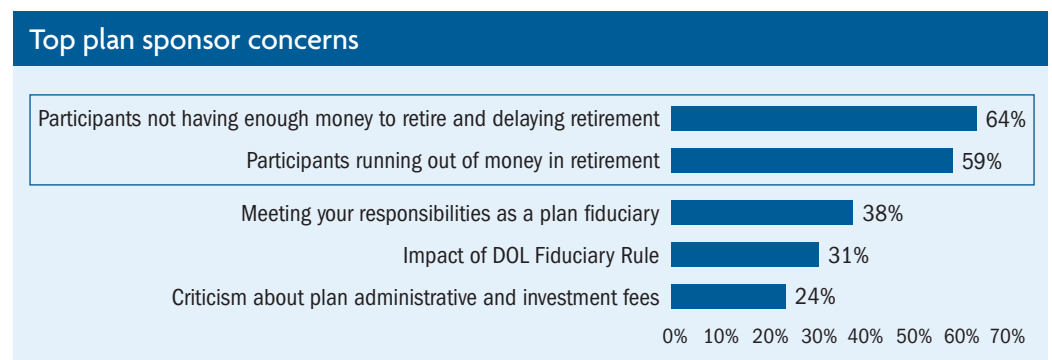 Top plan sponsor concerns
Participants not having enough money to retire and delaying retirement 64%
Participants running out of money in retirement 59%
Meeting your responsibilities as a plan fiduciary 38%
Impact of DOL Fiduciary Rule 31%
Criticism about plan administrative and investment fees 24%
0% 10% 20% 30% 40% 50% 60% 70%